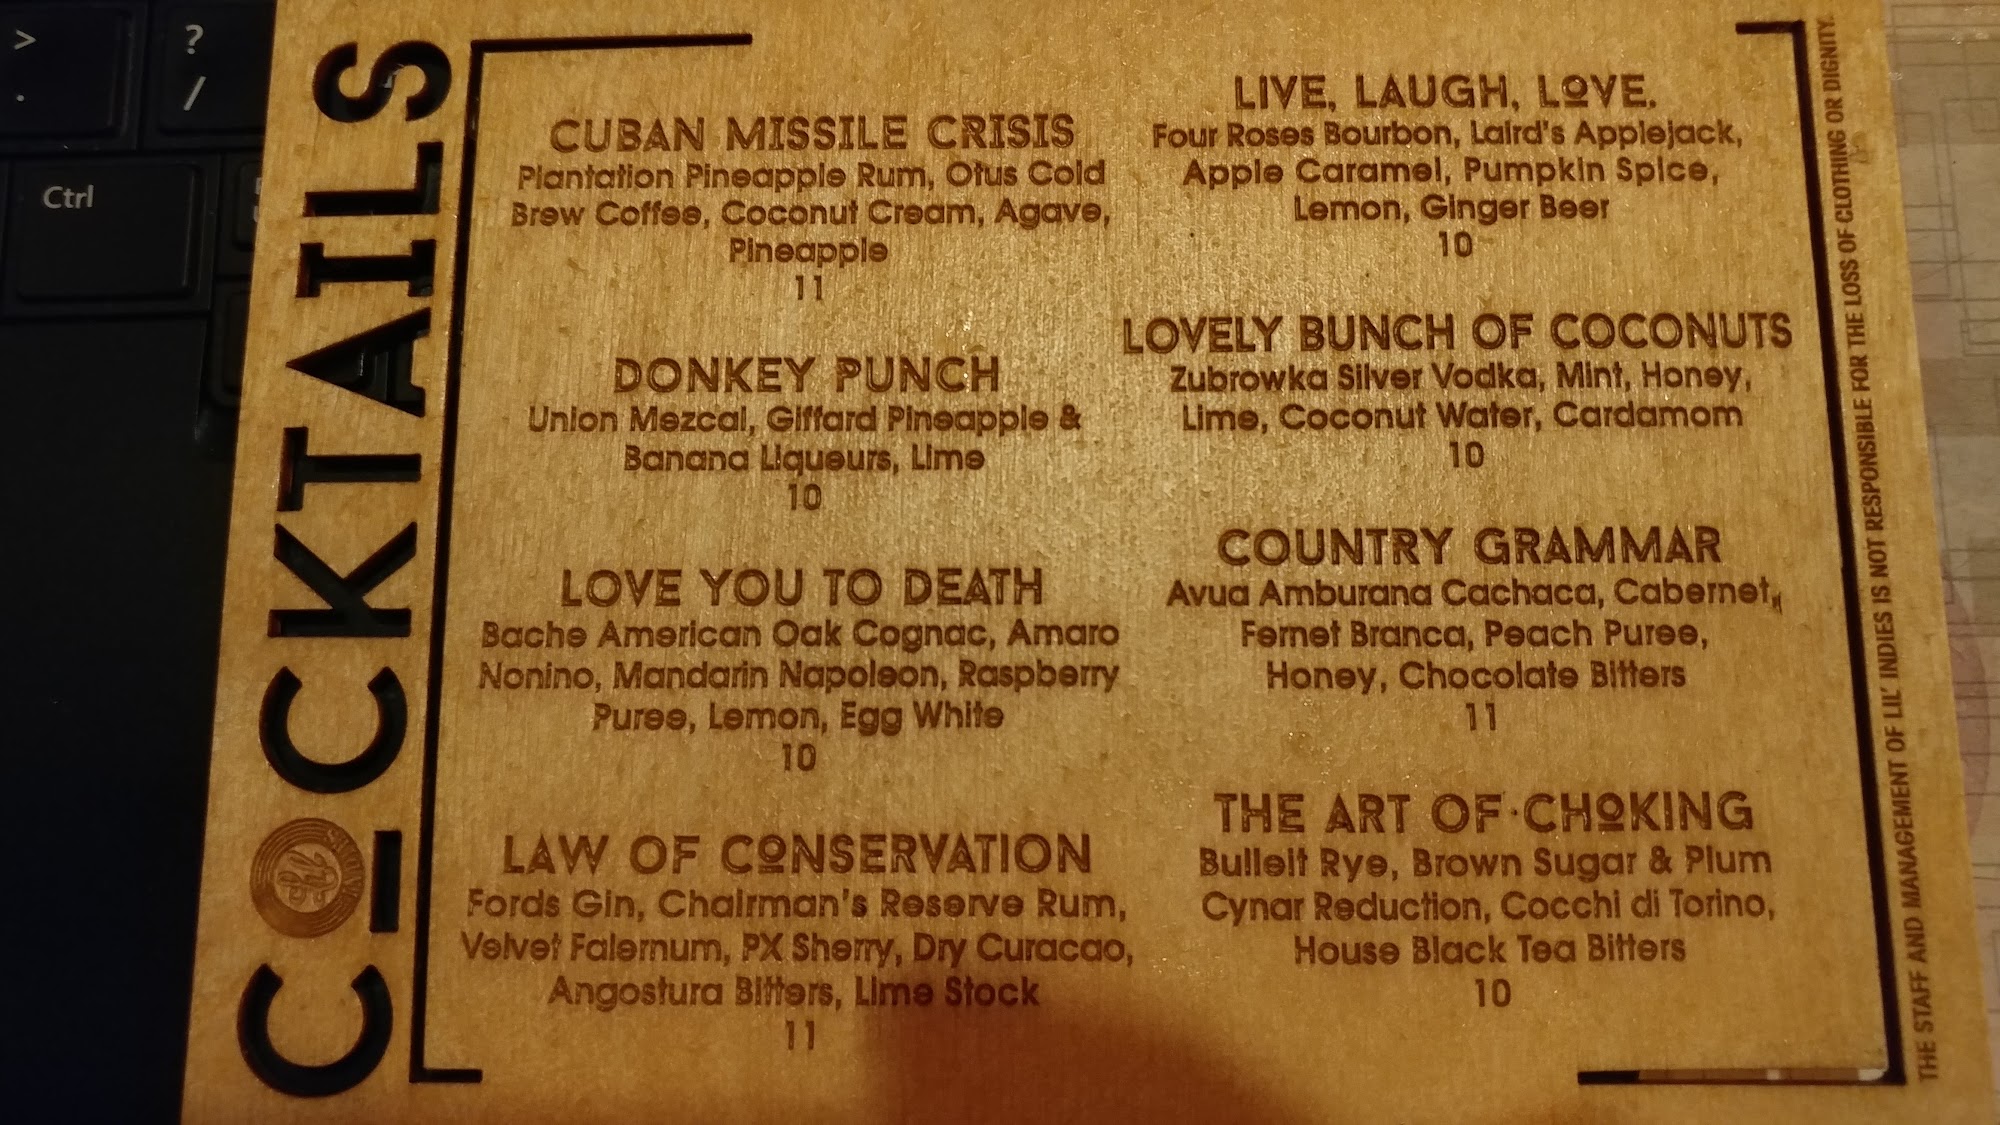 >
.
?
/
Ctrl
COCKTAILS
CUBAN MISSILE CRISIS
Plantation Pineapple Rum, Otus Cold
Brew Coffee, Coconut Cream, Agave,
Pineapple
11
DONKEY PUNCH
Union Mezcal, Giffard Pineapple &
Banana Liqueurs, Lime
10
LOVE YOU TO DEATH
Bache American Oak Cognac, Amaro
Nonino, Mandarin Napoleon, Raspberry
Puree, Lemon, Egg White
10
LAW OF CONSERVATION
Fords Gin, Chairman's Reserve Rum,
Velvet Falernum, PX Sherry, Dry Curacao,
Angostura Bitters, Lime Stock
11
LIVE, LAUGH, LOVE.
Four Roses Bourbon, Laird's Applejack,
Apple Caramel, Pumpkin Spice,
Lemon, Ginger Beer
10
LOVELY BUNCH OF COCONUTS
Zubrowka Silver Vodka, Mint, Honey,
Lime, Coconut Water, Cardamom
10
COUNTRY GRAMMAR
Avua Amburana Cachaca, Cabernet,
Fernet Branca, Peach Puree,
Honey, Chocolate Bitters
11
THE ART OF CHOKING
Bulleit Rye, Brown Sugar & Plum
Cynar Reduction, Cocchi di Torino,
House Black Tea Bitters
10
THE STAFF AND MANAGEMENT OF LIL' INDIES IS NOT RESPONSIBLE FOR THE LOSS OF CLOTHING OR DIGNITY.